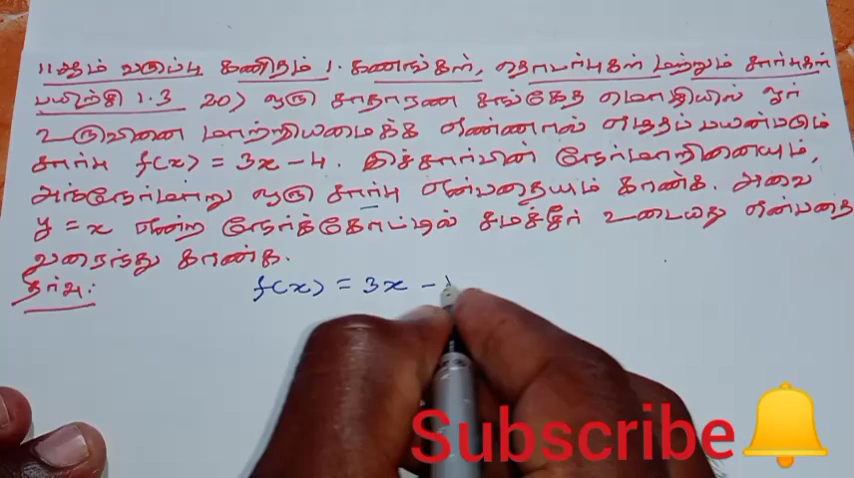 11ஆம் வகுப்பு கணிதம் 1. கணங்கள், தொடர்புகள் மற்றும் சார்புகள்
பயிற்சி 1.3 20) ஒரு சாதாரண சங்கேத மொழியில் ஓர்
உருவினை மாற்றியமைக்க எண்ணால் எழுதப் பயன்படும்
சார்பு f(x) = 3x - 4. இச்சார்பின் நேர்மாறினையும்,
அந்நேர்மாறு ஒரு சார்பு என்பதையும் காண்க. அவை
y = x என்ற நேர்க்கோட்டில் சமச்சீர் உடையது என்பதை
வரைந்து காண்க.
தீர்வு: f(x) = 3x -
Subscribe